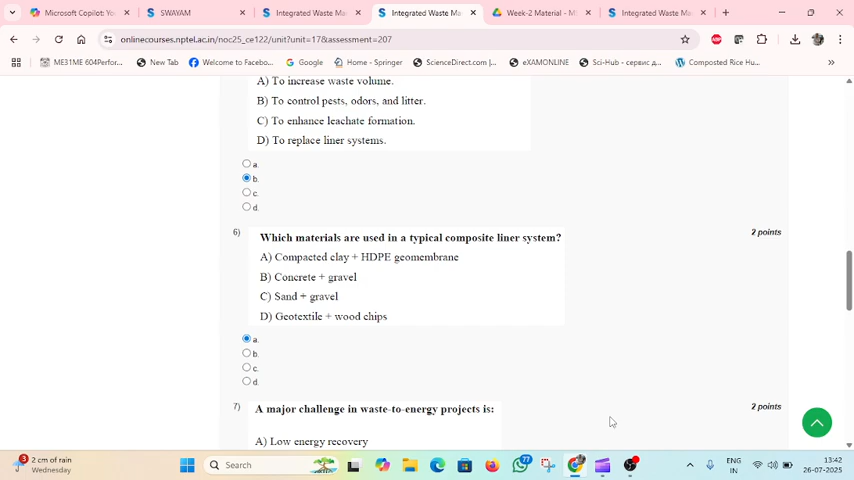 Microsoft Copilot: Yo
SWAYAM
Integrated Waste Ma
Integrated Waste Ma
Week-2 Material - M
Integrated Waste Ma
onlinecourses.nptel.ac.in/noc25_ce122/unit?unit=17&assessment=207
ME31ME 604Perfor...
New Tab
Welcome to Facebo...
Google
Home - Springer
ScienceDirect.com |...
eXAMONLINE
Sci-Hub - сервис д...
Composted Rice Hu...
A) To increase waste volume.
B) To control pests, odors, and litter.
C) To enhance leachate formation.
D) To replace liner systems.
a.
b.
c.
d.
6)
Which materials are used in a typical composite liner system?
2 points
A) Compacted clay + HDPE geomembrane
B) Concrete + gravel
C) Sand + gravel
D) Geotextile + wood chips
a.
b.
c.
d.
7)
A major challenge in waste-to-energy projects is:
2 points
A) Low energy recovery
3
2 cm of rain
Wednesday
Search
77
ENG
IN
13:42
26-07-2025